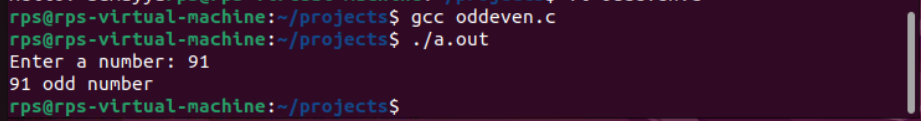 rps@rps-virtual-machine:~/projects$ gcc oddeven.c
rps@rps-virtual-machine:~/projects$ ./a.out
Enter a number: 91
91 odd number
rps@rps-virtual-machine:~/projects$